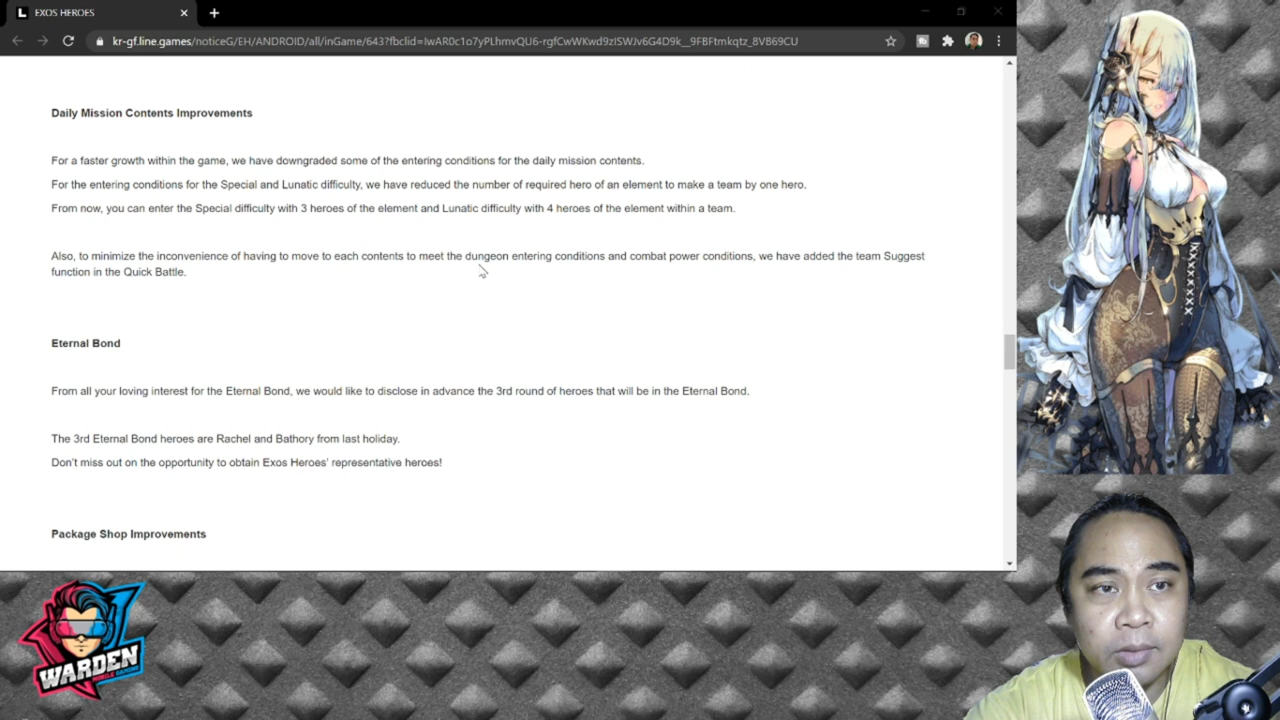 EXOS HEROES
kr-gf.line.games/noticeG/EH/ANDROID/all/inGame/643?fbclid=IwAR0c1o7yPLhmvQU6-rgfCwWKwd9zISWJv6G4D9k__9FBFtmkqtz_8VB69CU
Daily Mission Contents Improvements
For a faster growth within the game, we have downgraded some of the entering conditions for the daily mission contents.
For the entering conditions for the Special and Lunatic difficulty, we have reduced the number of required hero of an element to make a team by one hero.
From now, you can enter the Special difficulty with 3 heroes of the element and Lunatic difficulty with 4 heroes of the element within a team.
Also, to minimize the inconvenience of having to move to each contents to meet the dungeon entering conditions and combat power conditions, we have added the team Suggest
function in the Quick Battle.
Eternal Bond
From all your loving interest for the Eternal Bond, we would like to disclose in advance the 3rd round of heroes that will be in the Eternal Bond.
The 3rd Eternal Bond heroes are Rachel and Bathory from last holiday.
Don't miss out on the opportunity to obtain Exos Heroes' representative heroes!
Package Shop Improvements
WARDEN
MOBILE GAMING